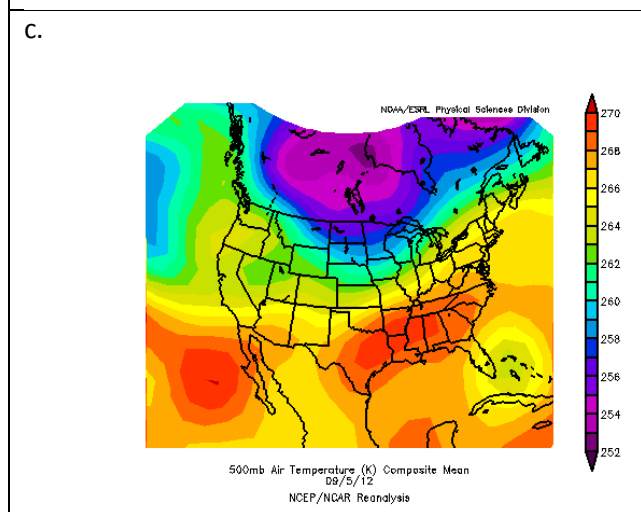 C.
NOAA/ESRL Physical Sciences Division
270
268
266
264
262
260
258
256
254
252
500mb Air Temperature (K) Composite Mean
D9/5/12
NCEP/NCAR Reanalysis